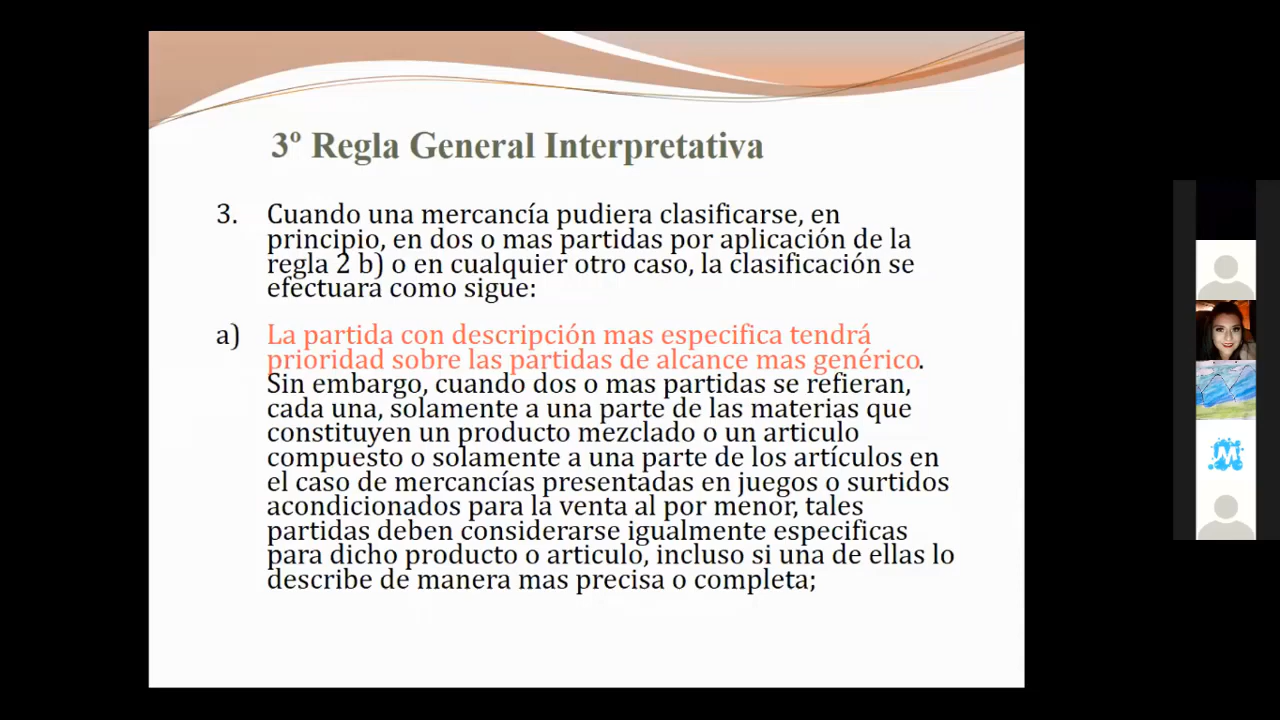 3º Regla General Interpretativa
3. Cuando una mercancía pudiera clasificarse, en
principio, en dos o mas partidas por aplicación de la
regla 2 b) o en cualquier otro caso, la clasificación se
efectuará como sigue:
a) La partida con descripción mas especifica tendrá
prioridad sobre las partidas de alcance mas genérico.
Sin embargo, cuando dos o mas partidas se refieran,
cada una, solamente a una parte de las materias que
constituyen un producto mezclado o un articulo
compuesto o solamente a una parte de los artículos en
el caso de mercancías presentadas en juegos o surtidos
acondicionados para la venta al por menor, tales
partidas deben considerarse igualmente especificas
para dicho producto o articulo, incluso si una de ellas lo
describe de manera mas precisa o completa;
M